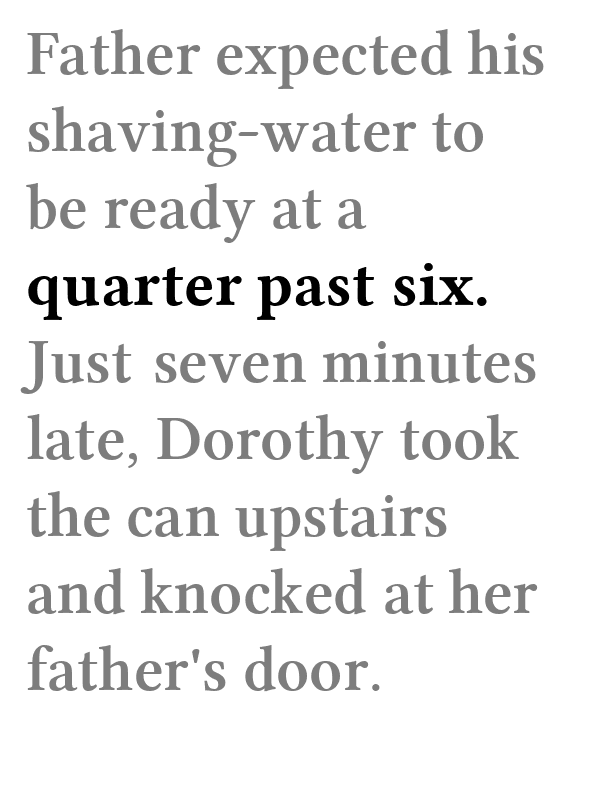 Father expected his
shaving-water to
be ready at a
quarter past six.
Just seven minutes
late, Dorothy took
the can upstairs
and knocked at her
father's door.